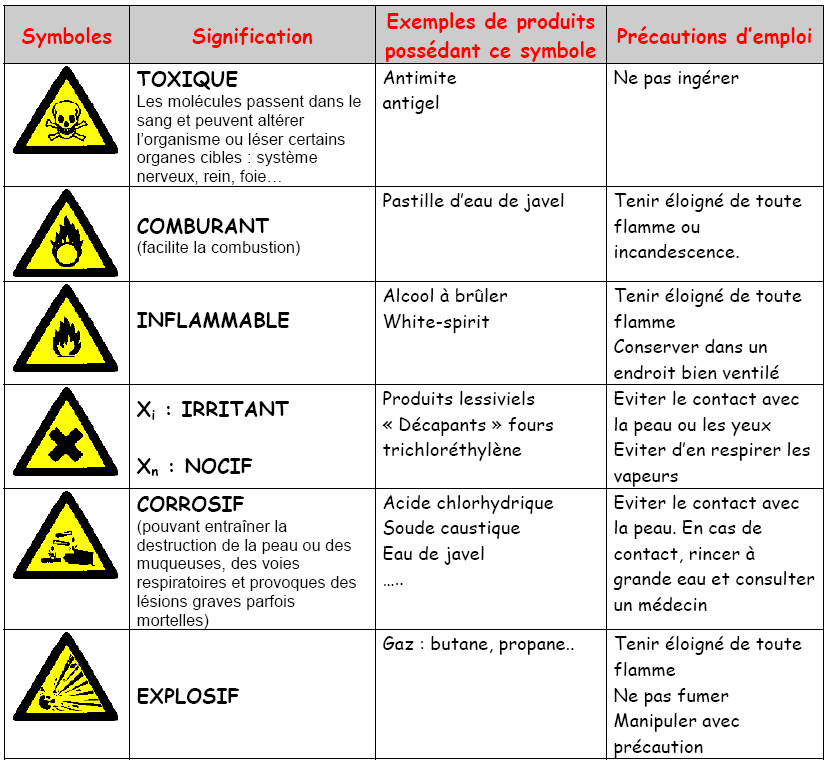 Symboles
Signification
Exemples de produits
possédant ce symbole
Précautions d'emploi
TOXIQUE
Les molécules passent dans le
sang et peuvent altérer
l'organisme ou léser certains
organes cibles : système
nerveux, rein, foie…
Antimite
antigel
Ne pas ingérer
COMBURANT
(facilite la combustion)
Pastille d'eau de javel
Tenir éloigné de toute
flamme ou
incandescence.
INFLAMMABLE
Alcool à brûler
White-spirit
Tenir éloigné de toute
flamme
Conserver dans un
endroit bien ventilé
Xi : IRRITANT
Xn : NOCIF
Produits lessiviels
« Décapants » fours
trichloréthylène
Eviter le contact avec
la peau ou les yeux
Eviter d'en respirer les
vapeurs
CORROSIF
(pouvant entraîner la
destruction de la peau ou des
muqueuses, des voies
respiratoires et provoques des
lésions graves parfois
mortelles)
Acide chlorhydrique
Soude caustique
Eau de javel
…..
Eviter le contact avec
la peau. En cas de
contact, rincer à
grande eau et consulter
un médecin
EXPLOSIF
Gaz : butane, propane..
Tenir éloigné de toute
flamme
Ne pas fumer
Manipuler avec
précaution